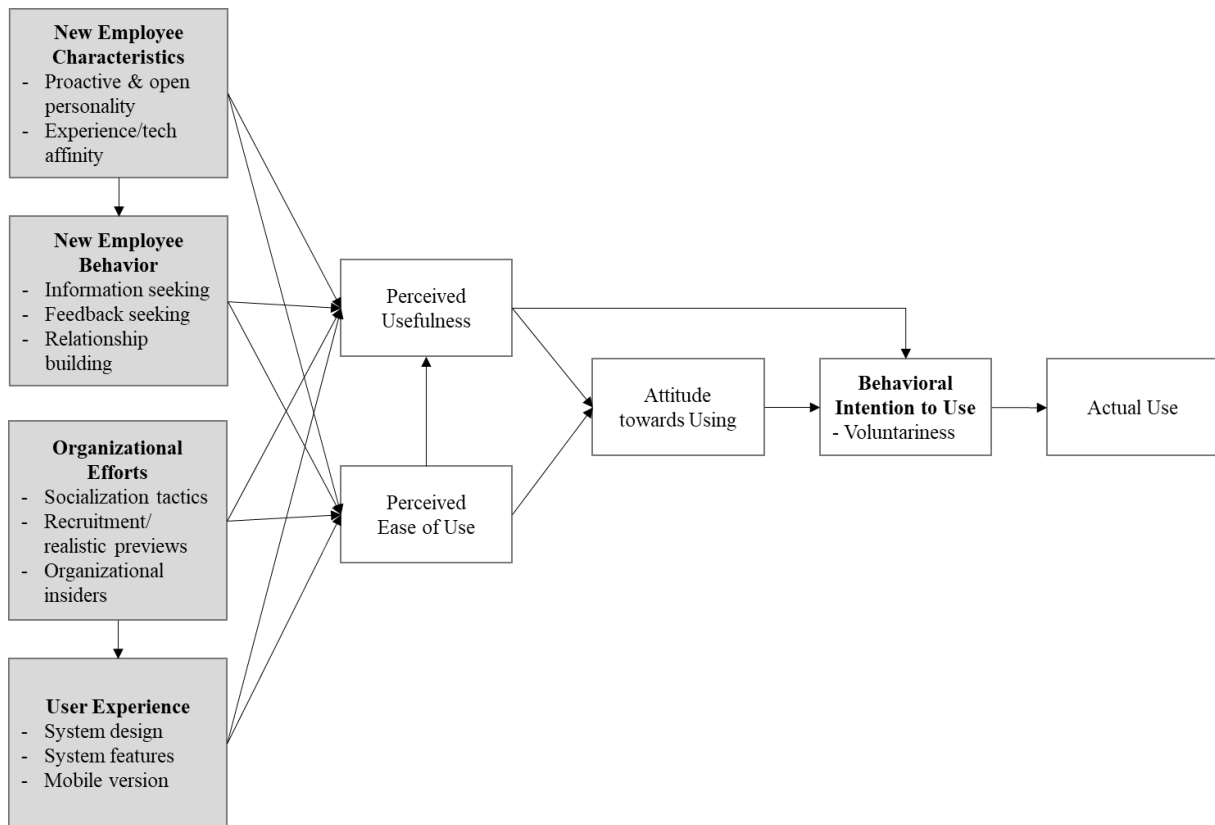 New Employee
Characteristics
- Proactive & open
personality
- Experience/tech
affinity
New Employee
Behavior
- Information seeking
- Feedback seeking
- Relationship
building
Organizational
Efforts
- Socialization tactics
- Recruitment/
realistic previews
- Organizational
insiders
User Experience
- System design
- System features
- Mobile version
Perceived
Usefulness
Perceived
Ease of Use
Attitude
towards Using
Behavioral
Intention to Use
- Voluntariness
Actual Use